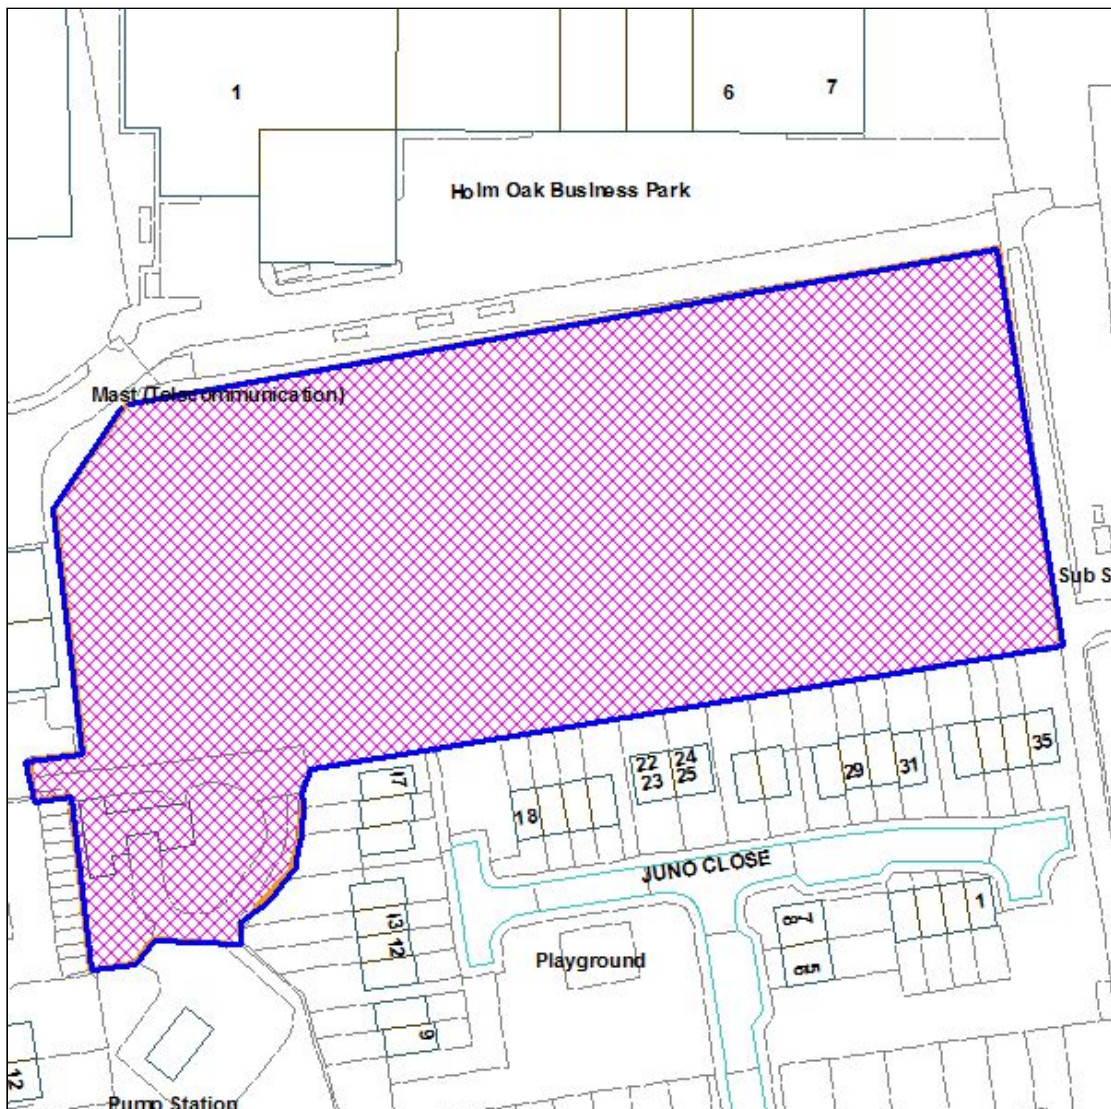 1
6
7
Holm Oak Business Park
Mast (Telecommunication)
Sub S
22 24
23 25
17
29
31
35
18
JUNO CLOSE
1
13
12
8 7
Playground
6 5
9
12
Pump Station